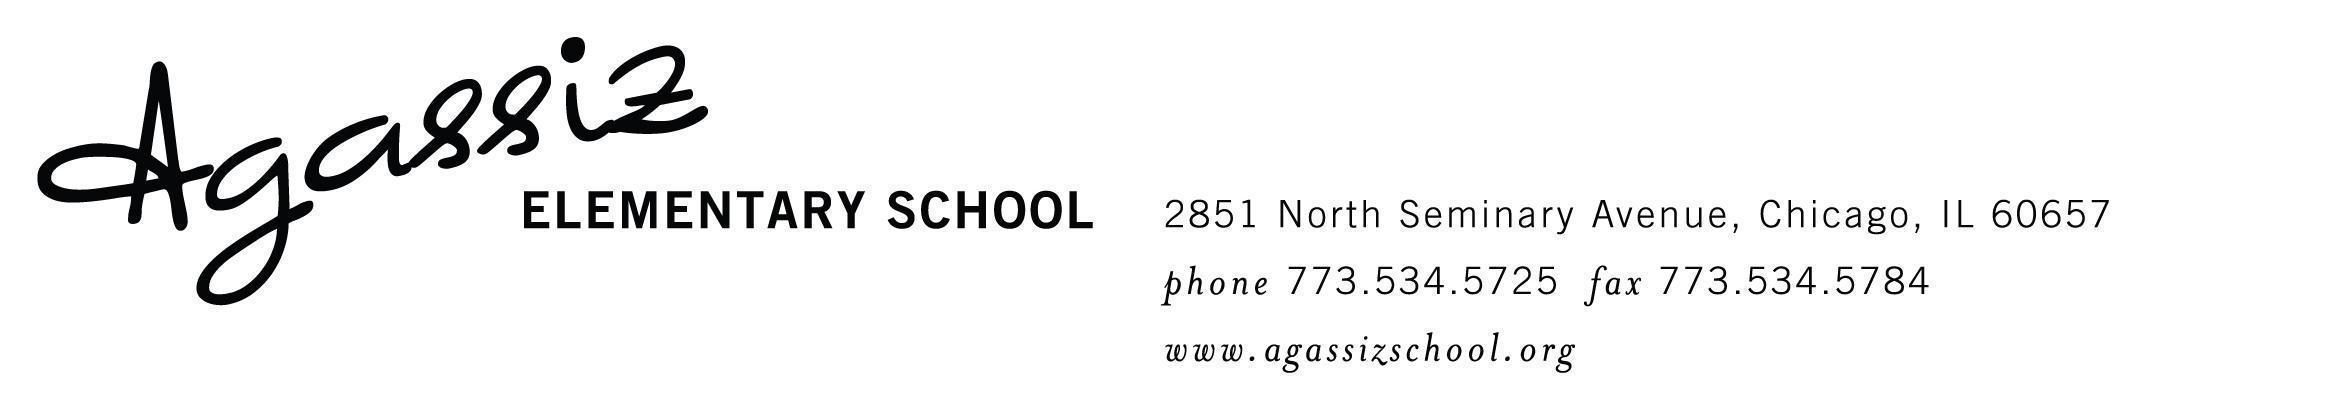 Agassiz
ELEMENTARY SCHOOL
2851 North Seminary Avenue, Chicago, IL 60657
phone 773.534.5725 fax 773.534.5784
www.agassizschool.org